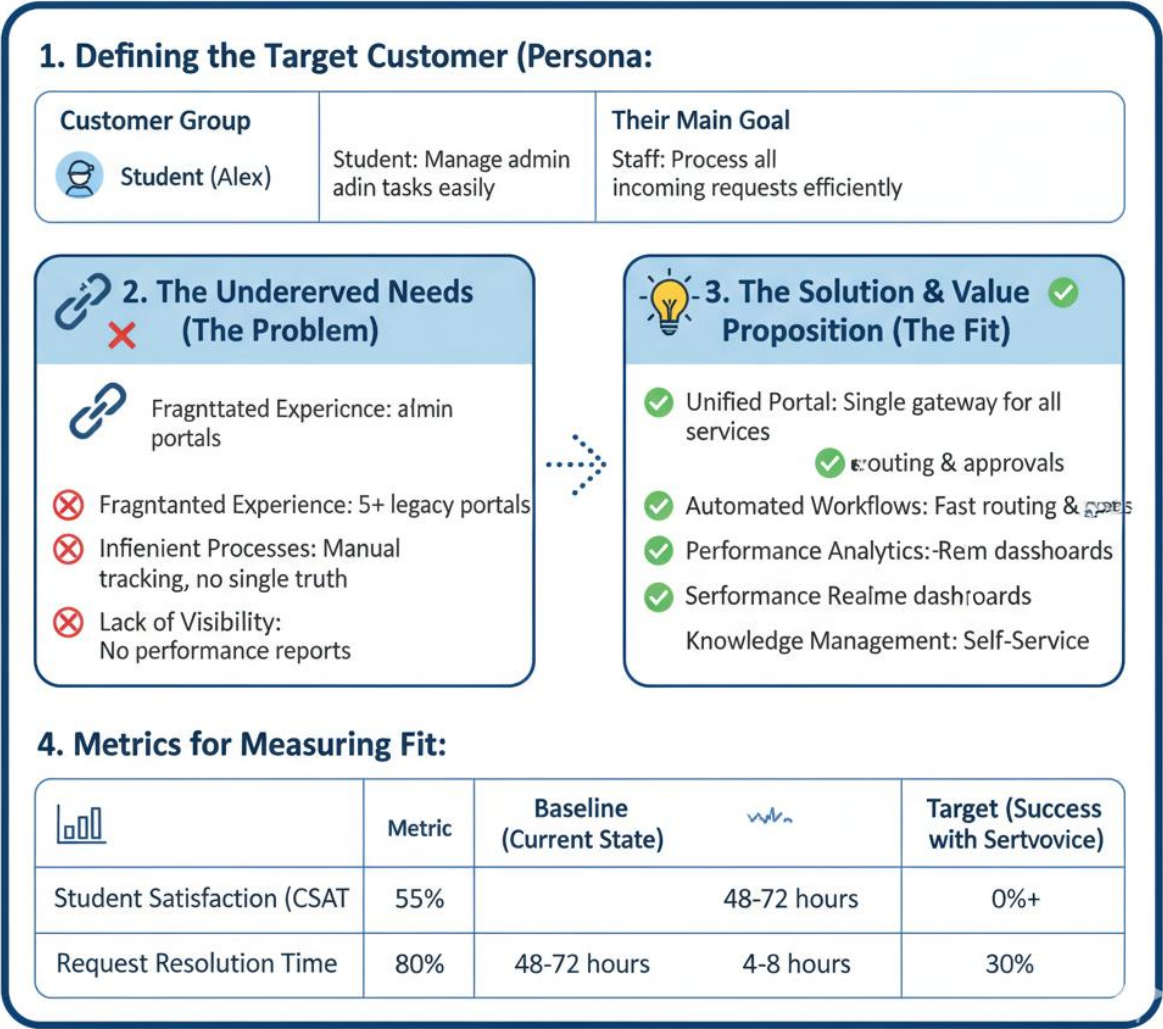 1. Defining the Target Customer (Persona:
Customer Group
Student (Alex)
Student: Manage admin
adin tasks easily
Their Main Goal
Staff: Process all
incoming requests efficiently
2. The Undererved Needs
(The Problem)
Fragnttated Experience: almin
portals
Fragntanted Experience: 5+ legacy portals
Infienient Processes: Manual
tracking, no single truth
Lack of Visibility:
No performance reports
3. The Solution & Value
Proposition (The Fit)
Unified Portal: Single gateway for all
services
routing & approvals
Automated Workflows: Fast routing &
Performance Analytics:-Rem dasshoards
Serformance Realme dashroards
Knowledge Management: Self-Service
4. Metrics for Measuring Fit:
Metric
Baseline
(Current State)
Target (Success
with Sertvovice)
Student Satisfaction (CSAT
55%
48-72 hours
0%+
Request Resolution Time
80%
48-72 hours
4-8 hours
30%